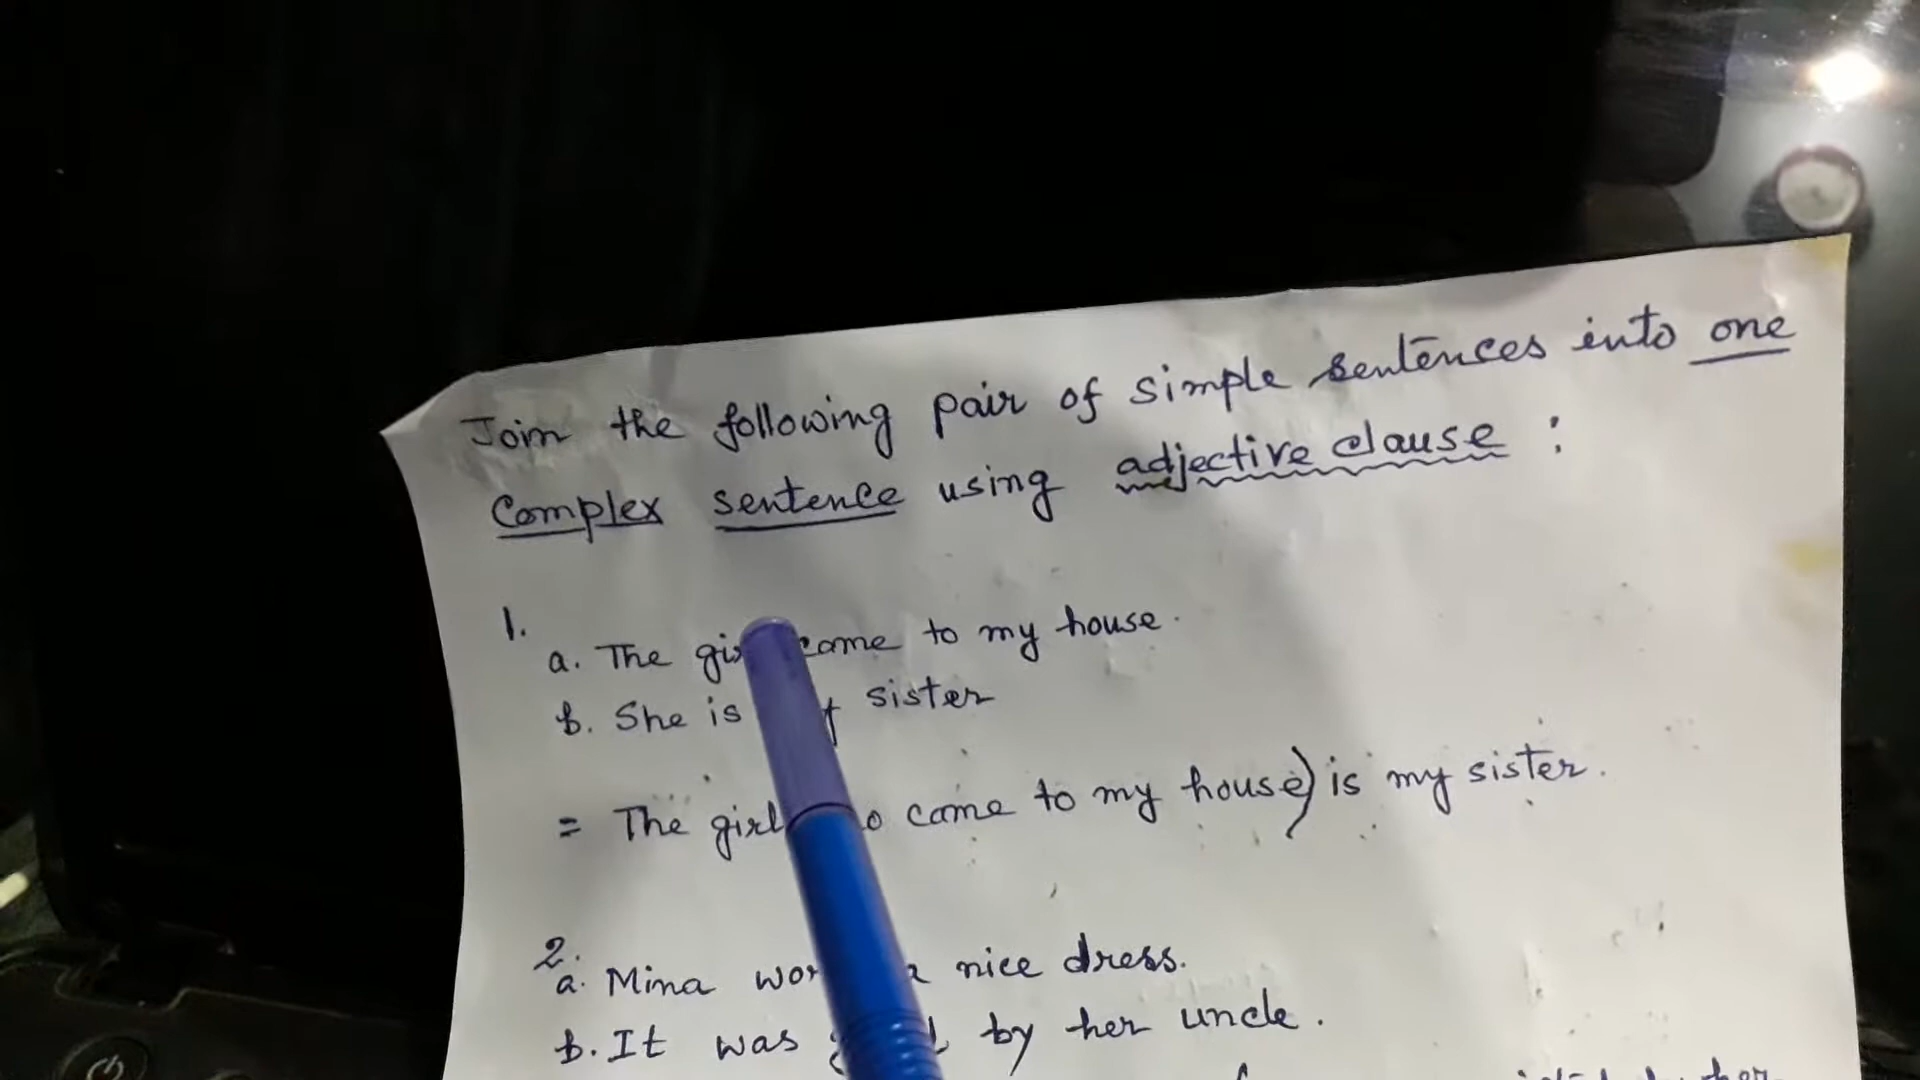 Join the following pair of simple sentences into one
Complex sentence using adjective clause :
1.
a. The came to my house.
b. She is sister
= The girl came to my house) is my sister.
2.
a. Mina nice dress.
b. It was by her uncle.
her